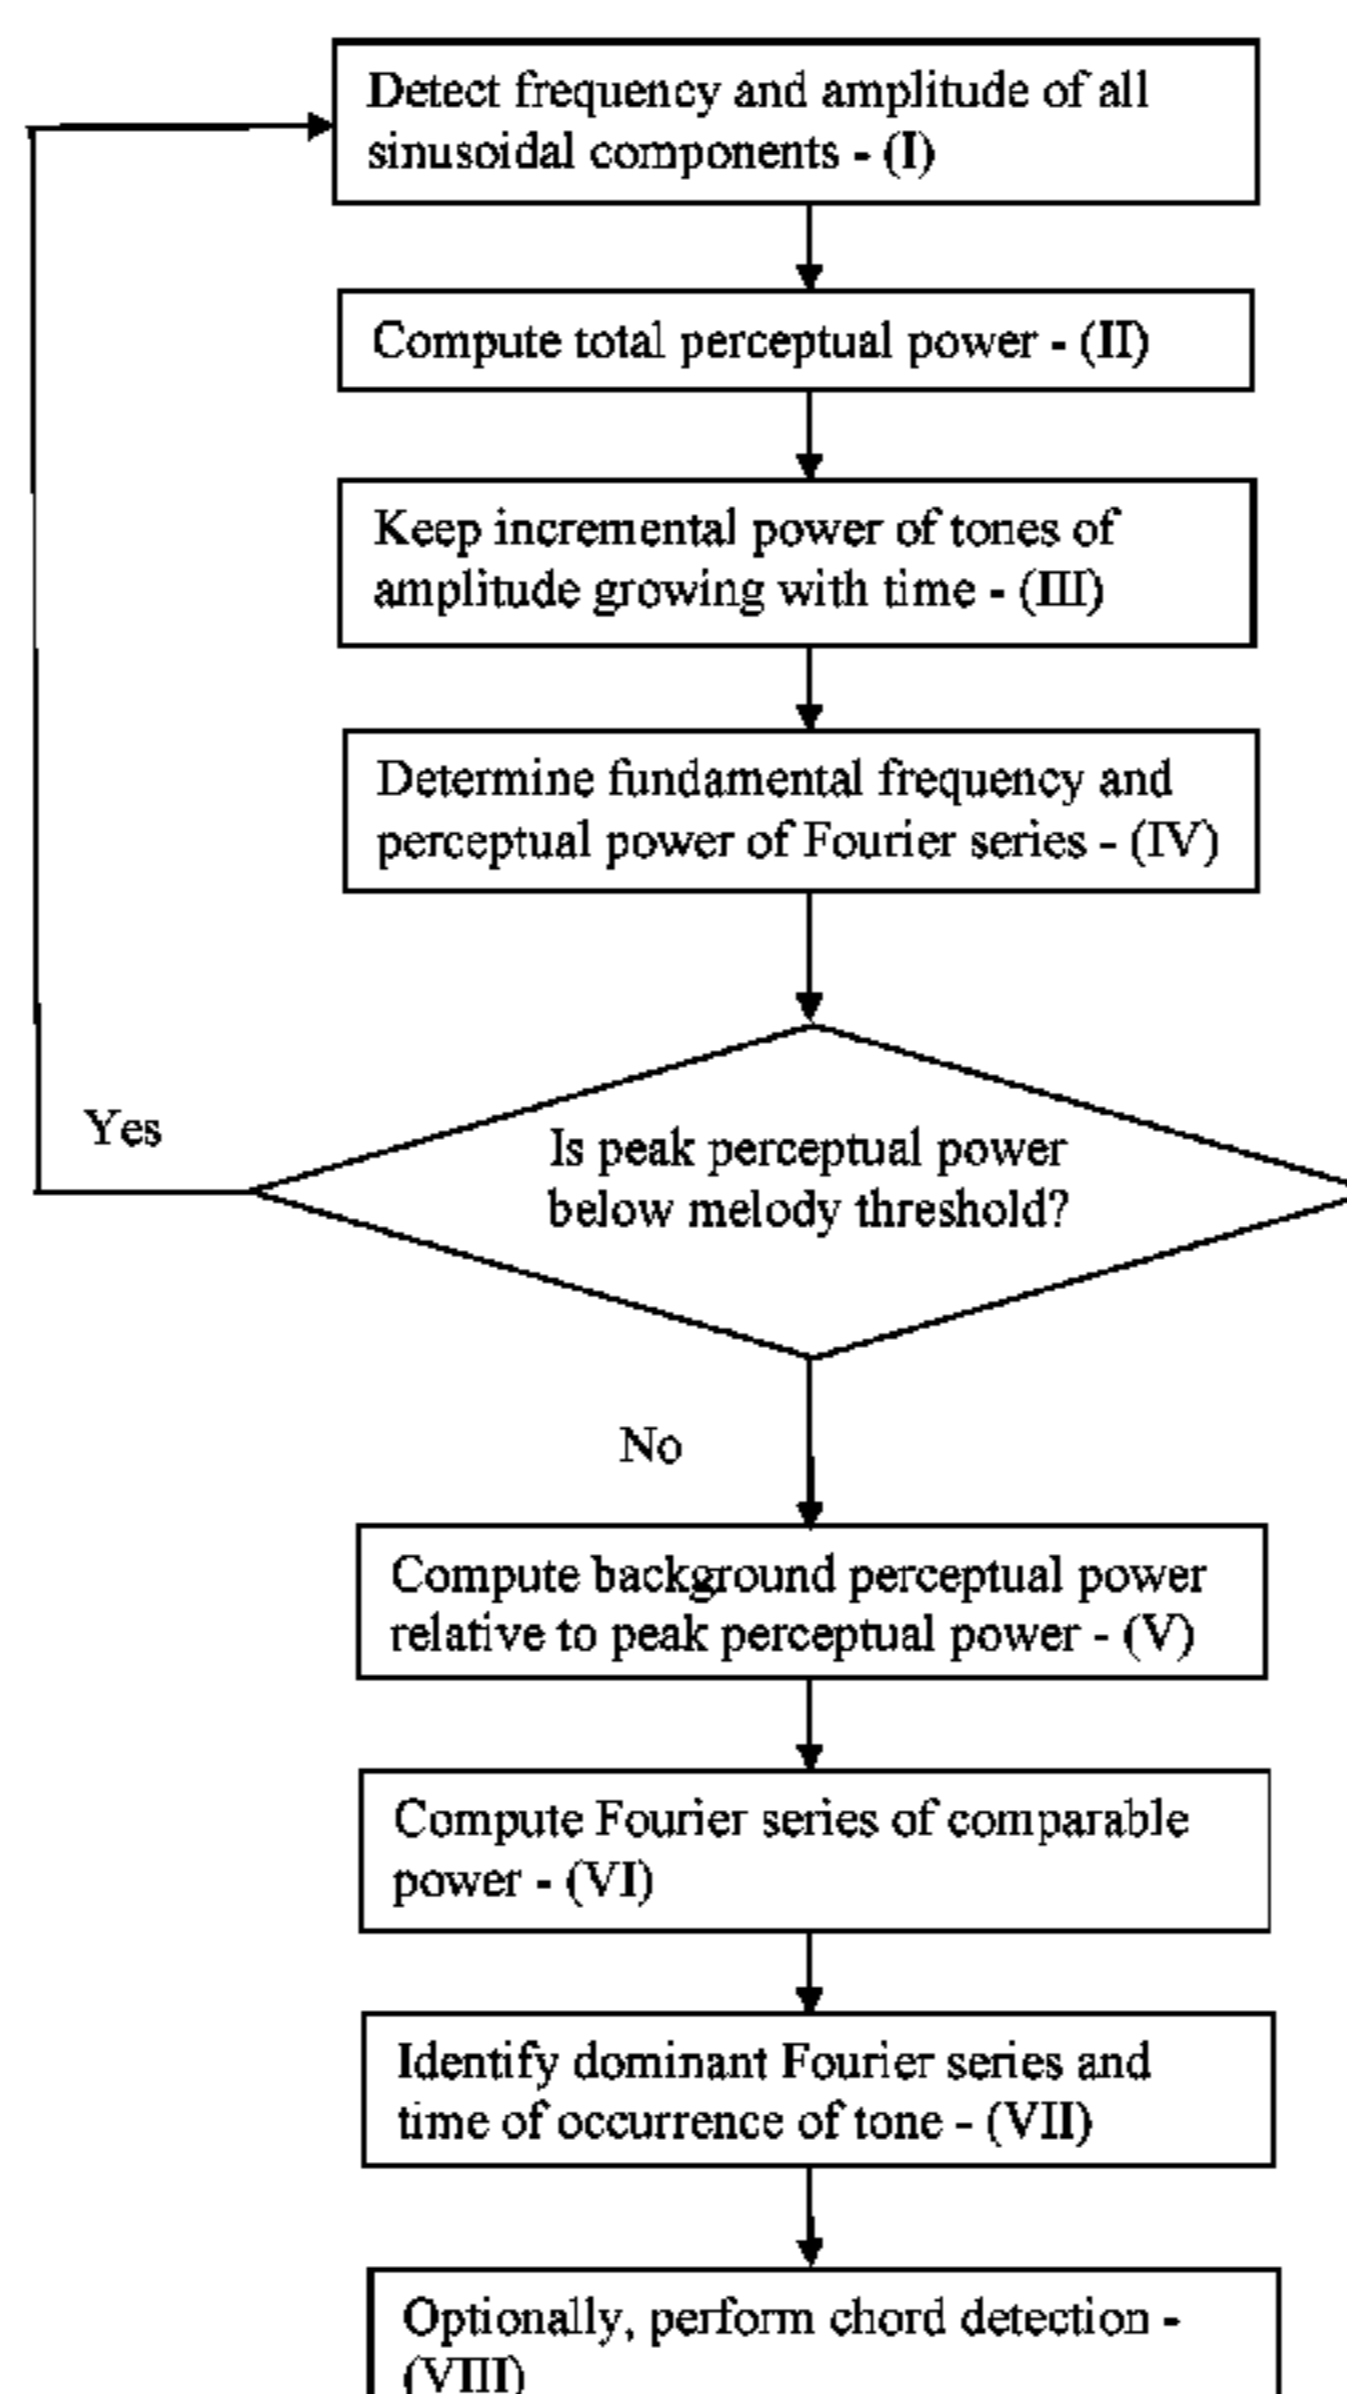 Detect frequency and amplitude of all
sinusoidal components - (I)
Compute total perceptual power - (II)
Keep incremental power of tones of
amplitude growing with time - (III)
Determine fundamental frequency and
perceptual power of Fourier series - (IV)
Yes
Is peak perceptual power
below melody threshold?
No
Compute background perceptual power
relative to peak perceptual power - (V)
Compute Fourier series of comparable
power - (VI)
Identify dominant Fourier series and
time of occurrence of tone - (VII)
Optionally, perform chord detection -
(VIII)